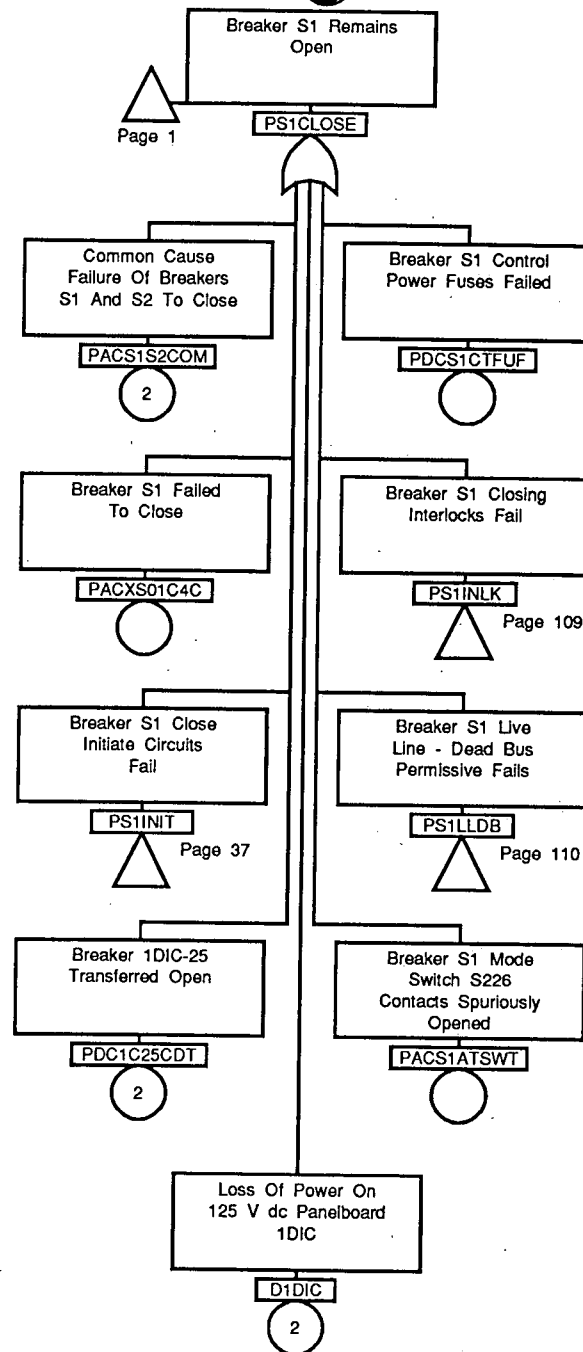 Breaker S1 Remains
Open
Page 1
PS1CLOSE
Common Cause
Failure Of Breakers
S1 And S2 To Close
PACS1S2COM
2
Breaker S1 Control
Power Fuses Failed
PDCS1CTFUF
Breaker S1 Failed
To Close
PACXS01C4C
Breaker S1 Closing
Interlocks Fail
PS1INLK
Page 109
Breaker S1 Close
Initiate Circuits
Fail
PS1INIT
Page 37
Breaker S1 Live
Line - Dead Bus
Permissive Fails
PS1LLDB
Page 110
Breaker 1DIC-25
Transferred Open
PDC1C25CDT
2
Breaker S1 Mode
Switch S226
Contacts Spuriously
Opened
PACS1ATSWT
Loss Of Power On
125 V dc Panelboard
1DIC
D1DIC
2